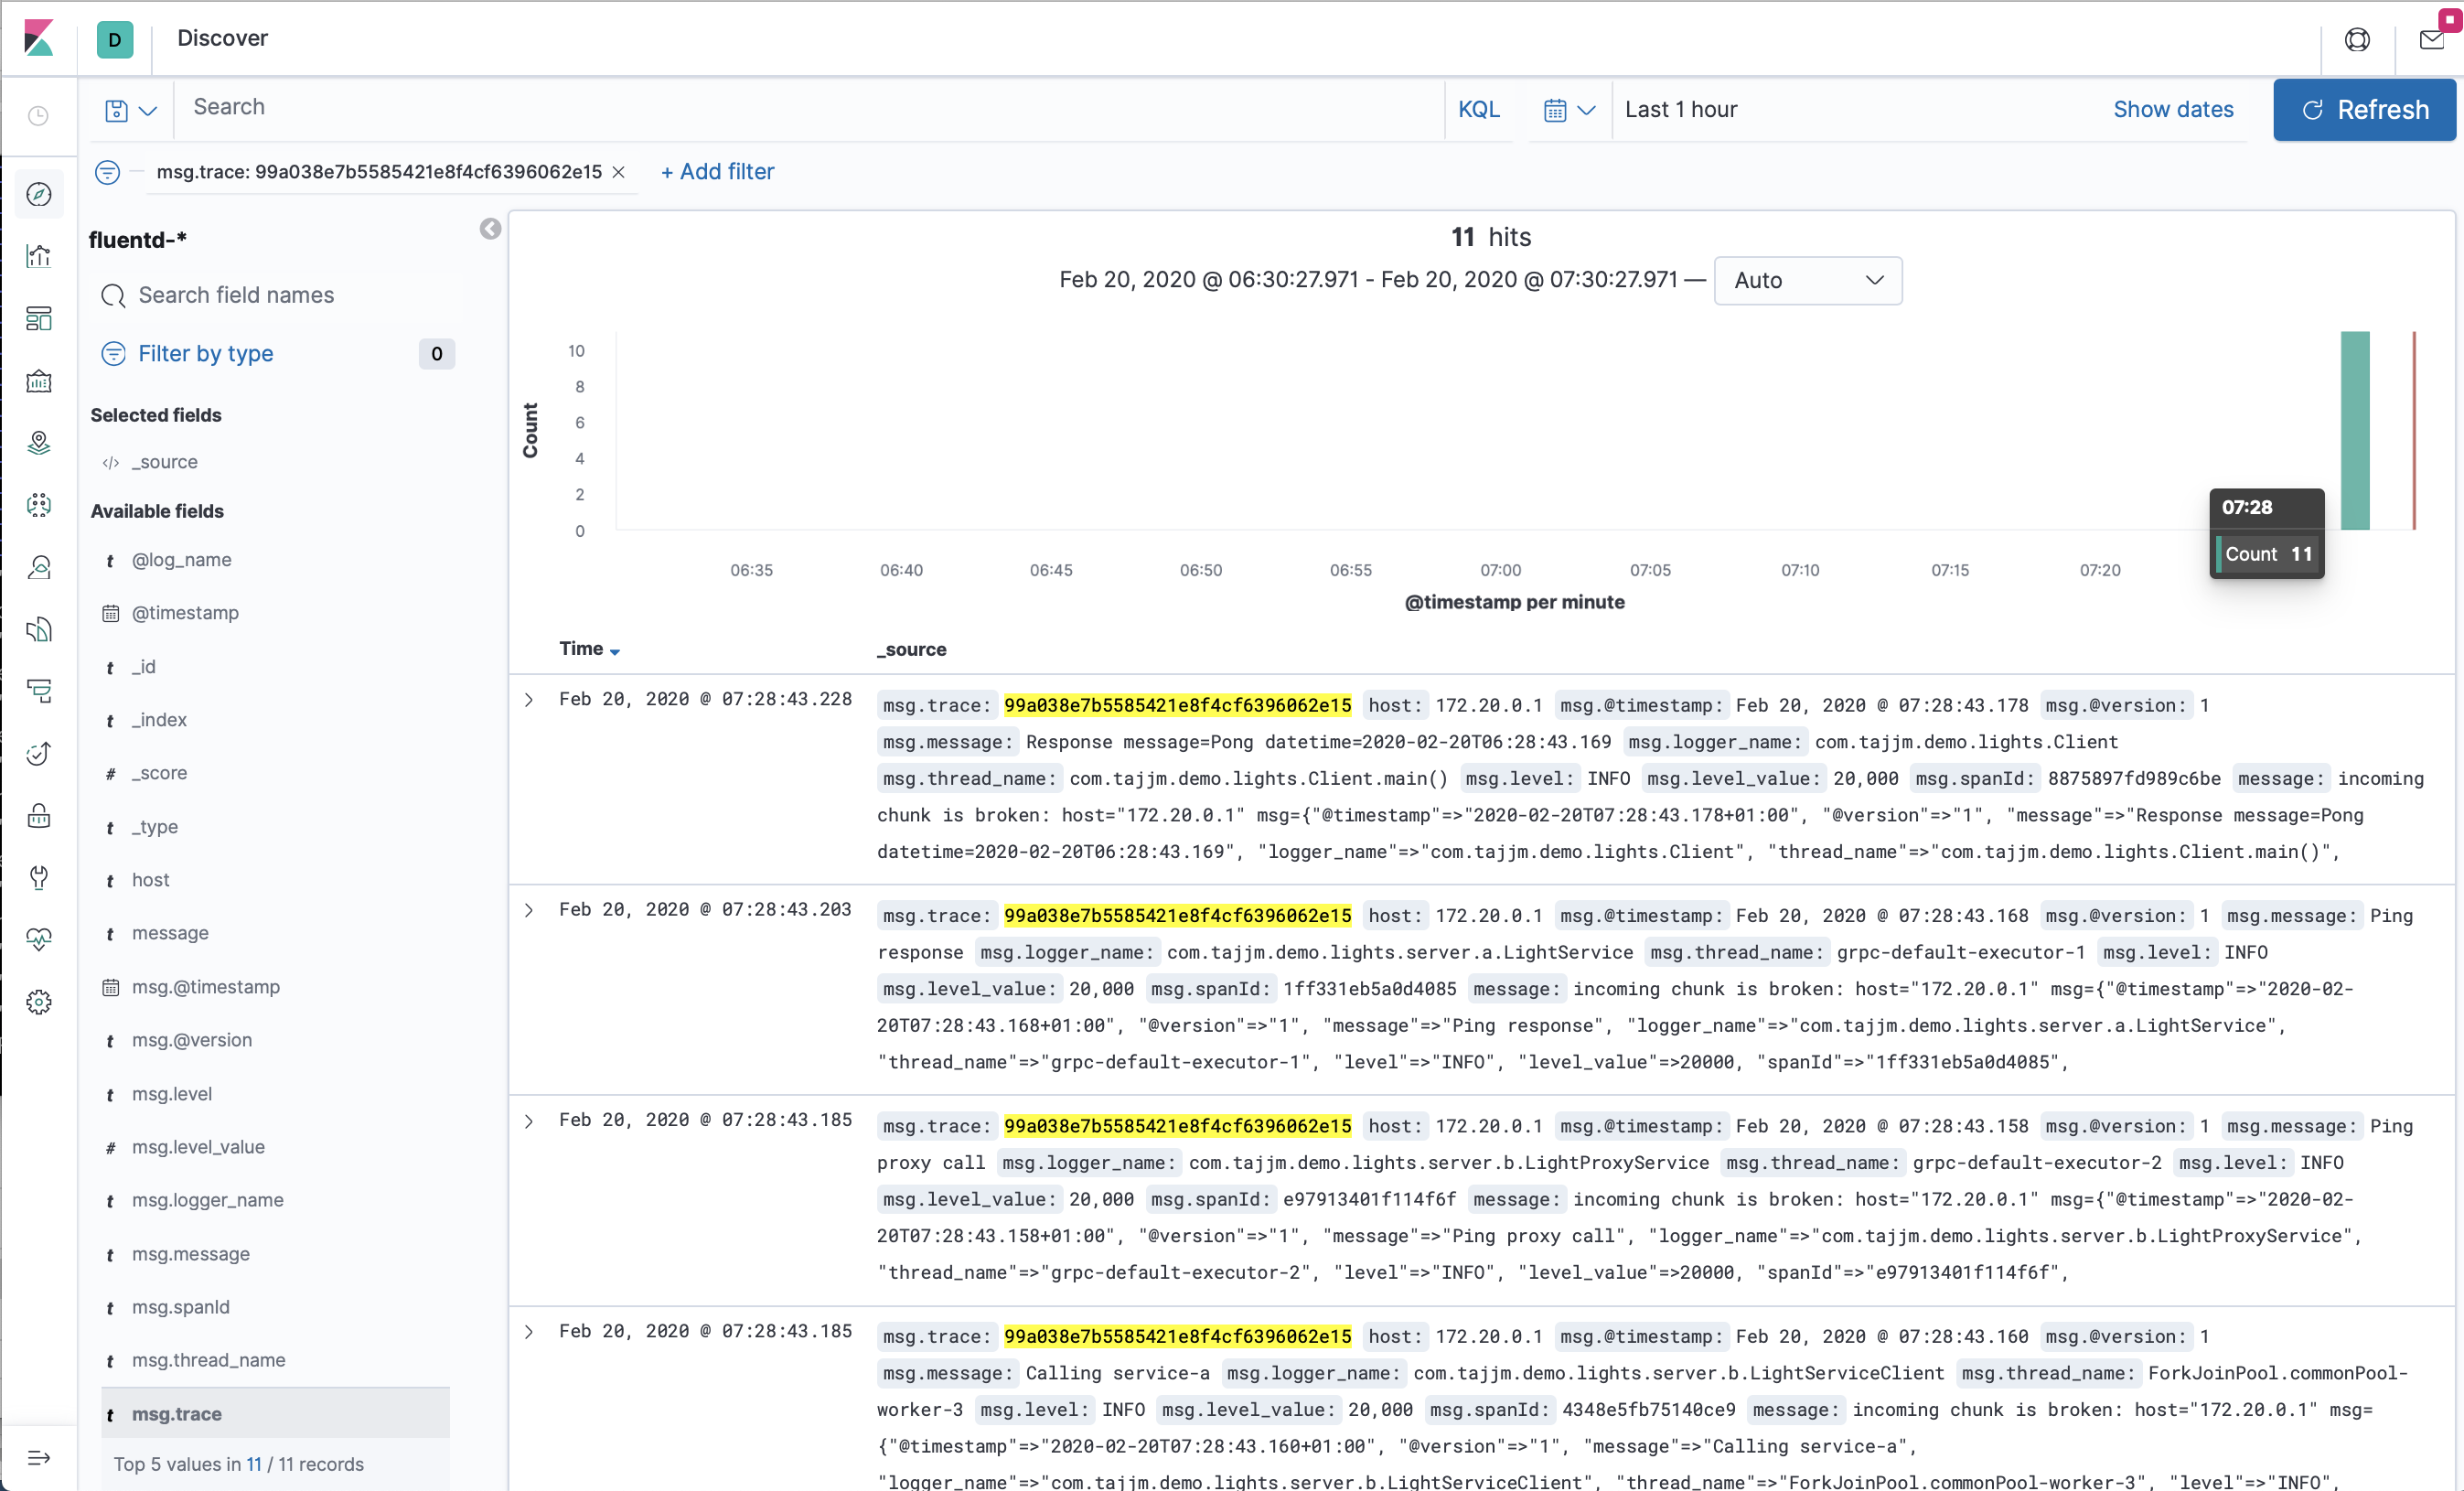 D
Discover
Search
KQL
Last 1 hour
Show dates
Refresh
msg.trace: 99a038e7b5585421e8f4cf6396062e15
+ Add filter
fluentd-*
Search field names
Filter by type
0
Selected fields
</> _source
Available fields
t @log_name
@timestamp
t _id
t _index
# _score
t _type
t host
t message
msg.@timestamp
t msg.@version
t msg.level
# msg.level_value
t msg.logger_name
t msg.message
t msg.spanId
t msg.thread_name
t msg.trace
Top 5 values in 11 / 11 records
11 hits
Feb 20, 2020 @ 06:30:27.971 - Feb 20, 2020 @ 07:30:27.971 —
Auto
Count
10
8
6
4
2
0
06:35 06:40 06:45 06:50 06:55 07:00 07:05 07:10 07:15 07:20
07:28
Count 11
@timestamp per minute
Time _source
Feb 20, 2020 @ 07:28:43.228
msg.trace: 99a038e7b5585421e8f4cf6396062e15 host: 172.20.0.1 msg.@timestamp: Feb 20, 2020 @ 07:28:43.178 msg.@version: 1
msg.message: Response message=Pong datetime=2020-02-20T06:28:43.169 msg.logger_name: com.tajjm.demo.lights.Client
msg.thread_name: com.tajjm.demo.lights.Client.main() msg.level: INFO msg.level_value: 20,000 msg.spanId: 8875897fd989c6be message: incoming
chunk is broken: host="172.20.0.1" msg={"@timestamp"=>"2020-02-20T07:28:43.178+01:00", "@version"=>"1", "message"=>"Response message=Pong
datetime=2020-02-20T06:28:43.169", "logger_name"=>"com.tajjm.demo.lights.Client", "thread_name"=>"com.tajjm.demo.lights.Client.main()",
Feb 20, 2020 @ 07:28:43.203
msg.trace: 99a038e7b5585421e8f4cf6396062e15 host: 172.20.0.1 msg.@timestamp: Feb 20, 2020 @ 07:28:43.168 msg.@version: 1 msg.message: Ping
response msg.logger_name: com.tajjm.demo.lights.server.a.LightService msg.thread_name: grpc-default-executor-1 msg.level: INFO
msg.level_value: 20,000 msg.spanId: 1ff331eb5a0d4085 message: incoming chunk is broken: host="172.20.0.1" msg={"@timestamp"=>"2020-02-
20T07:28:43.168+01:00", "@version"=>"1", "message"=>"Ping response", "logger_name"=>"com.tajjm.demo.lights.server.a.LightService",
"thread_name"=>"grpc-default-executor-1", "level"=>"INFO", "level_value"=>20000, "spanId"=>"1ff331eb5a0d4085",
Feb 20, 2020 @ 07:28:43.185
msg.trace: 99a038e7b5585421e8f4cf6396062e15 host: 172.20.0.1 msg.@timestamp: Feb 20, 2020 @ 07:28:43.158 msg.@version: 1 msg.message: Ping
proxy call msg.logger_name: com.tajjm.demo.lights.server.b.LightProxyService msg.thread_name: grpc-default-executor-2 msg.level: INFO
msg.level_value: 20,000 msg.spanId: e97913401f114f6f message: incoming chunk is broken: host="172.20.0.1" msg={"@timestamp"=>"2020-02-
20T07:28:43.158+01:00", "@version"=>"1", "message"=>"Ping proxy call", "logger_name"=>"com.tajjm.demo.lights.server.b.LightProxyService",
"thread_name"=>"grpc-default-executor-2", "level"=>"INFO", "level_value"=>20000, "spanId"=>"e97913401f114f6f",
Feb 20, 2020 @ 07:28:43.185
msg.trace: 99a038e7b5585421e8f4cf6396062e15 host: 172.20.0.1 msg.@timestamp: Feb 20, 2020 @ 07:28:43.160 msg.@version: 1
msg.message: Calling service-a msg.logger_name: com.tajjm.demo.lights.server.b.LightServiceClient msg.thread_name: ForkJoinPool.commonPool-
worker-3 msg.level: INFO msg.level_value: 20,000 msg.spanId: 4348e5fb75140ce9 message: incoming chunk is broken: host="172.20.0.1" msg=
{"@timestamp"=>"2020-02-20T07:28:43.160+01:00", "@version"=>"1", "message"=>"Calling service-a",
"logger_name"=>"com.tajjm.demo.lights.server.b.LightServiceClient", "thread_name"=>"ForkJoinPool.commonPool-worker-3", "level"=>"INFO",